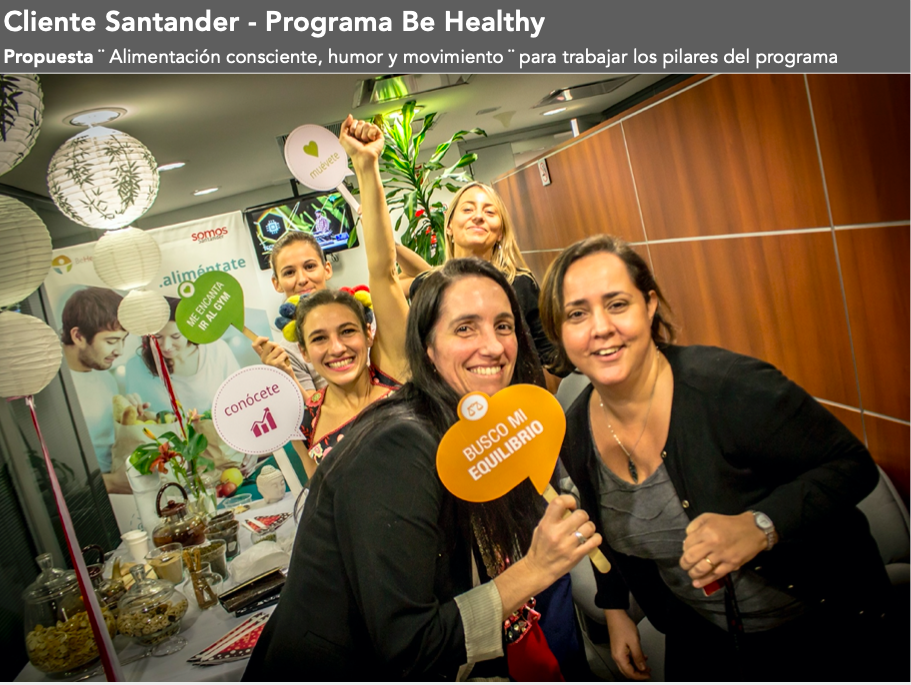 Cliente Santander - Programa Be Healthy
Propuesta ¨ Alimentación consciente, humor y movimiento ¨ para trabajar los pilares del programa
muévete
somos
.aliméntate
ME ENCANTA
IR AL GYM
conócete
BUSCO MI
EQUILIBRIO